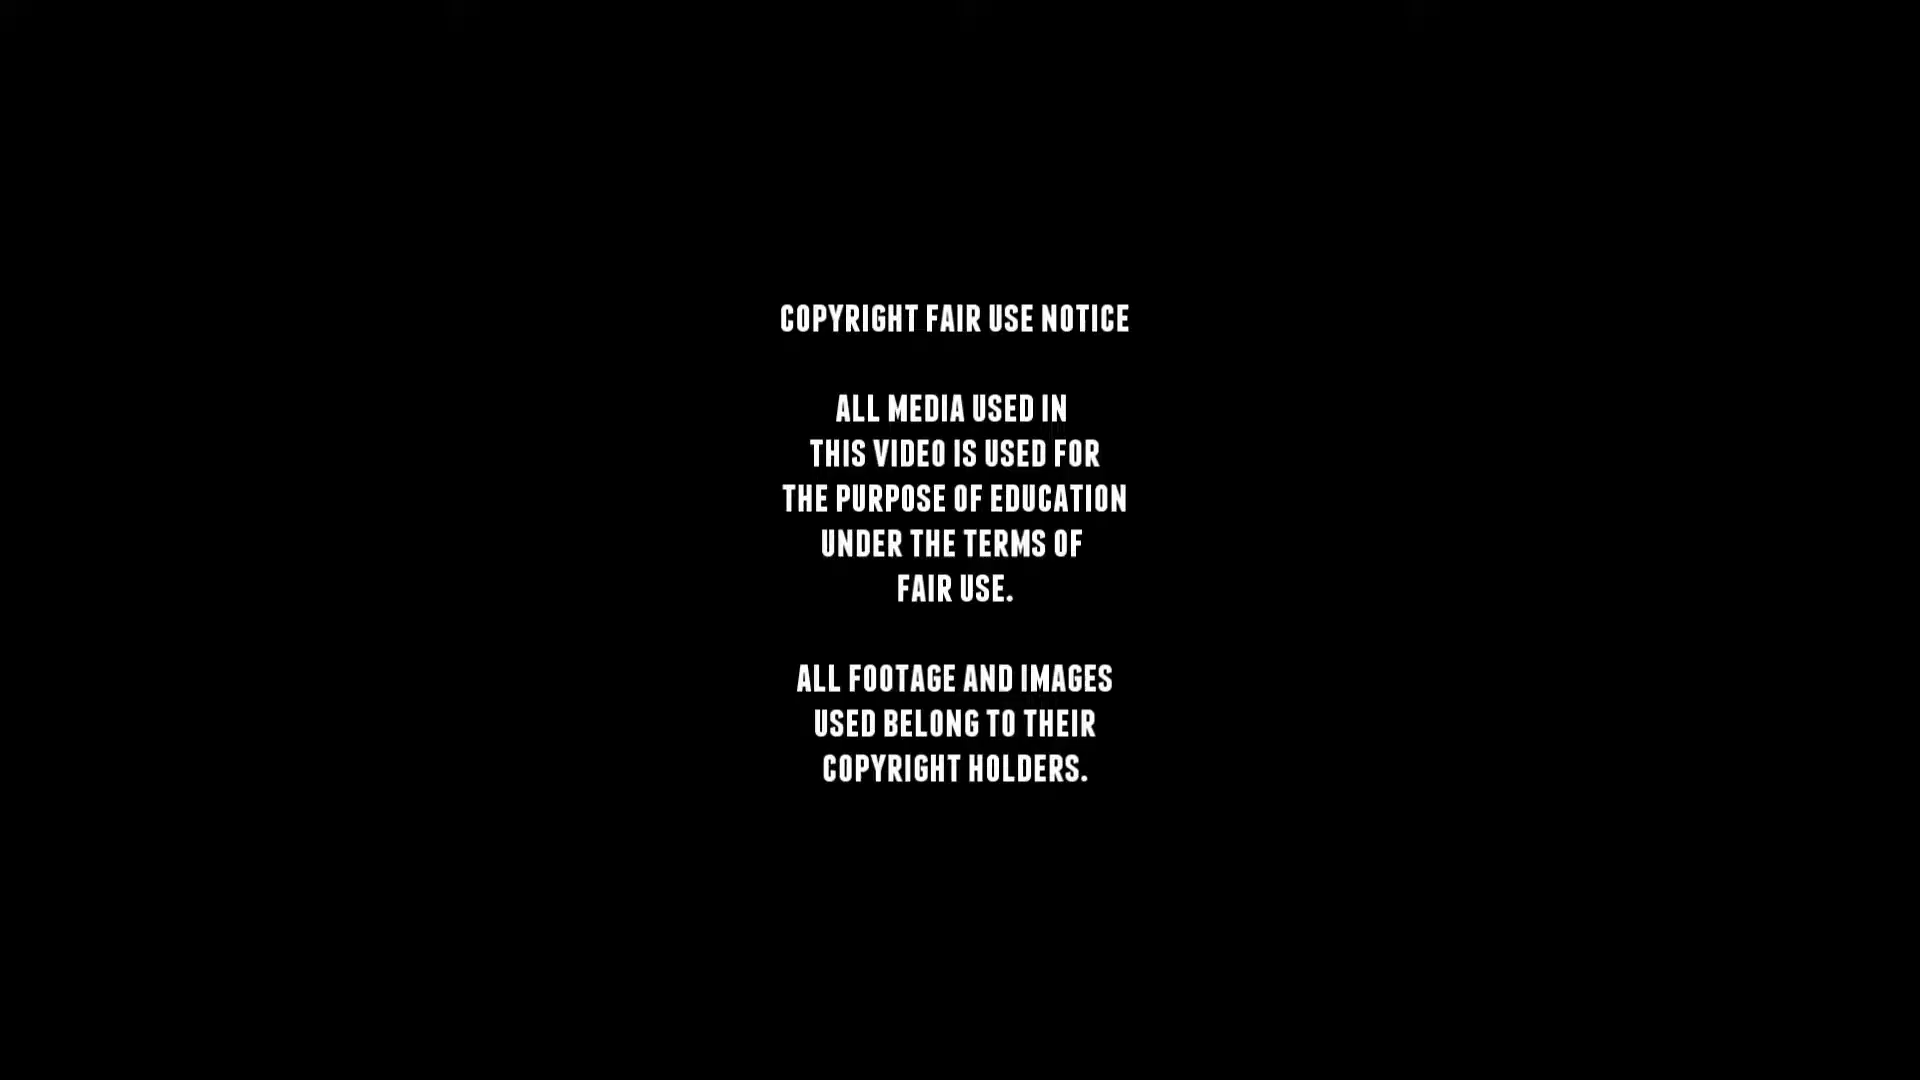 COPYRIGHT FAIR USE NOTICE
ALL MEDIA USED IN
THIS VIDEO IS USED FOR
THE PURPOSE OF EDUCATION
UNDER THE TERMS OF
FAIR USE.
ALL FOOTAGE AND IMAGES
USED BELONG TO THEIR
COPYRIGHT HOLDERS.